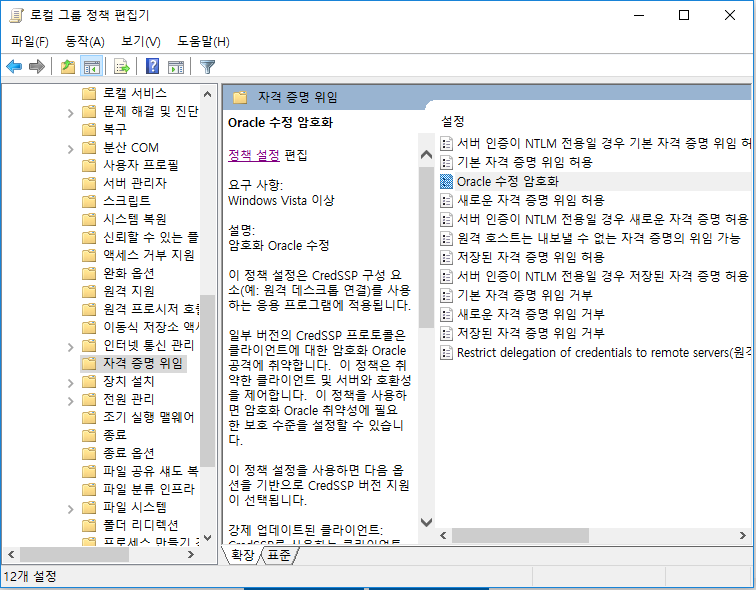 로컬 그룹 정책 편집기
파일(F) 동작(A) 보기(V) 도움말(H)
로캘 서비스
문제 해결 및 진단
복구
분산 COM
사용자 프로필
서버 관리자
스크립트
시스템 복원
신뢰할 수 있는 플
액세스 거부 지원
완화 옵션
원격 지원
원격 프로시저 호출
이동식 저장소 액세
인터넷 통신 관리
자격 증명 위임
장치 설치
전원 관리
조기 실행 맬웨어
종료
종료 옵션
파일 공유 섀도 복
파일 분류 인프라
파일 시스템
폴더 리디렉션
프로세스 만들기
자격 증명 위임
Oracle 수정 암호화
정책 설정 편집
요구 사항:
Windows Vista 이상
설명:
암호화 Oracle 수정
이 정책 설정은 CredSSP 구성 요
소(예: 원격 데스크톱 연결)를 사용
하는 응용 프로그램에 적용됩니다.
일부 버전의 CredSSP 프로토콜은
클라이언트에 대한 암호화 Oracle
공격에 취약합니다. 이 정책은 취
약한 클라이언트 및 서버와 호환성
을 제어합니다. 이 정책을 사용하
면 암호화 Oracle 취약성에 필요
한 보호 수준을 설정할 수 있습니
다.
이 정책 설정을 사용하면 다음 옵
션을 기반으로 CredSSP 버전 지원
이 선택됩니다.
강제 업데이트된 클라이언트:
CredSSP를 사용하는 클라이언트
설정
서버 인증이 NTLM 전용일 경우 기본 자격 증명 위임 허
기본 자격 증명 위임 허용
Oracle 수정 암호화
새로운 자격 증명 위임 허용
서버 인증이 NTLM 전용일 경우 새로운 자격 증명 허용
원격 호스트는 내보낼 수 없는 자격 증명의 위임 가능
저장된 자격 증명 위임 허용
서버 인증이 NTLM 전용일 경우 저장된 자격 증명 허용
기본 자격 증명 위임 거부
새로운 자격 증명 위임 거부
저장된 자격 증명 위임 거부
Restrict delegation of credentials to remote servers(원격
확장 표준
12개 설정